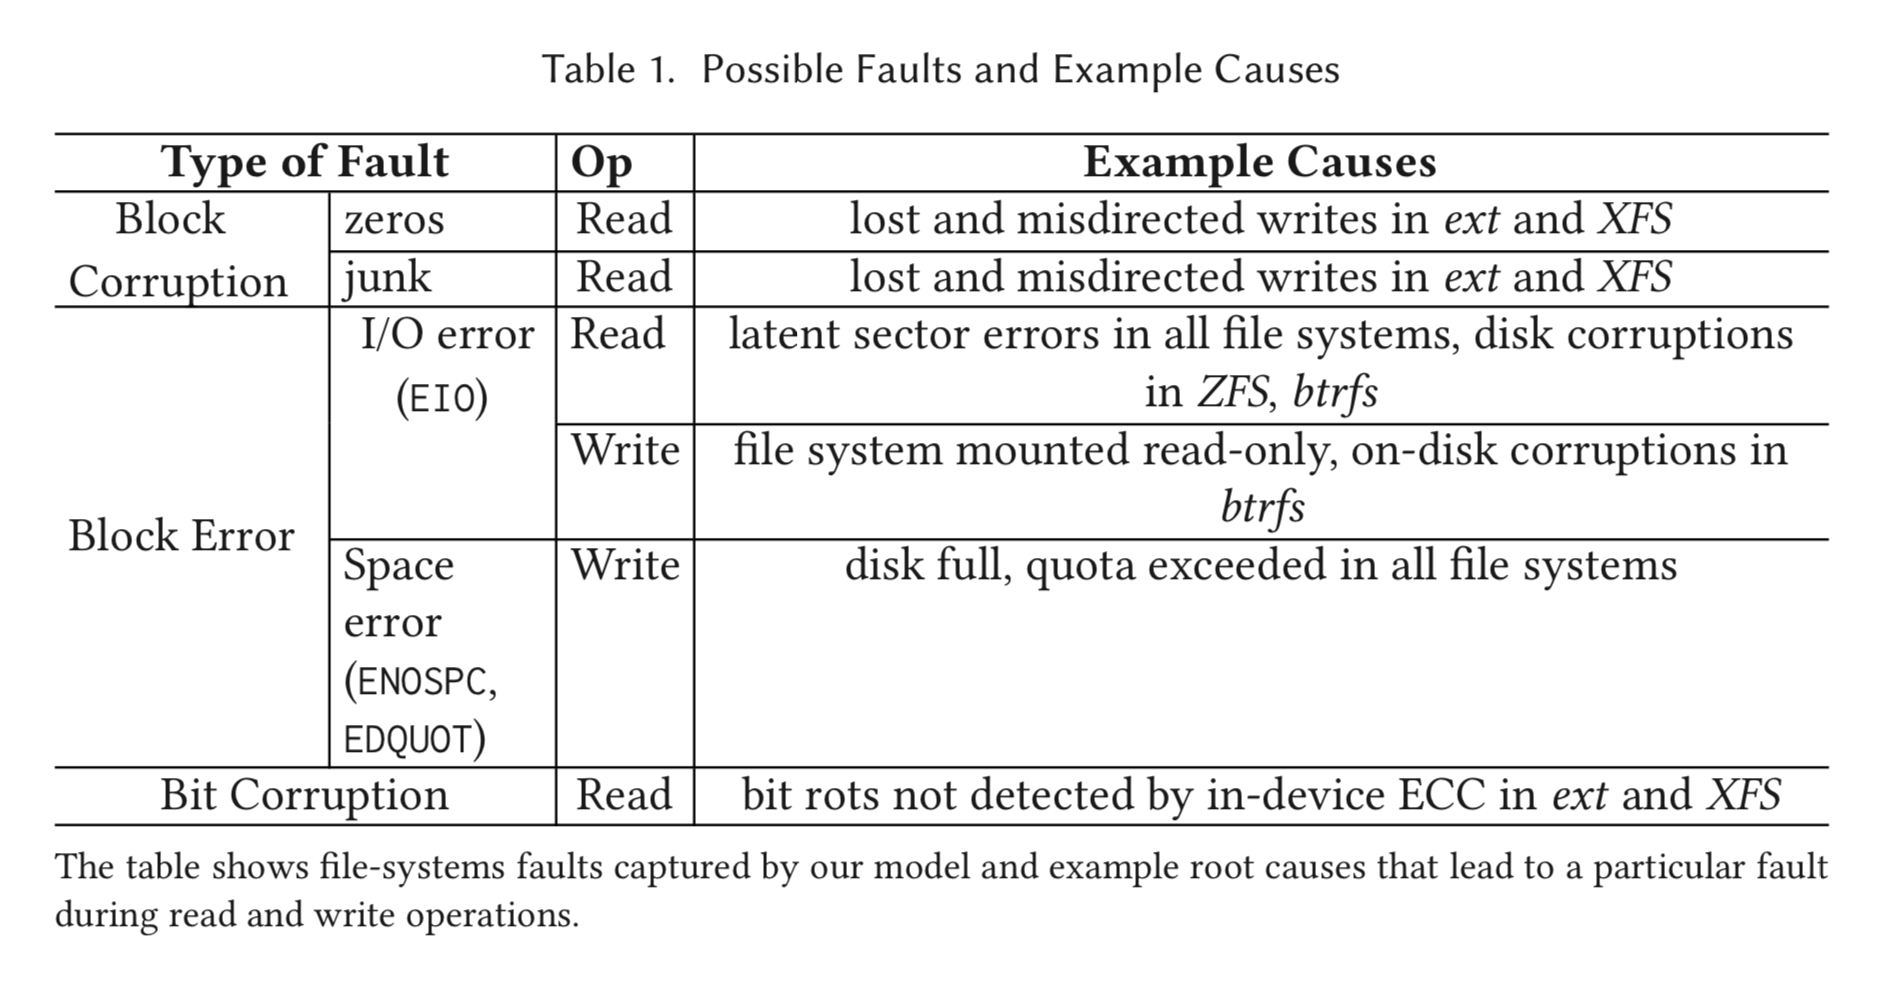 Table 1. Possible Faults and Example Causes
Type of Fault Op Example Causes
Block zeros Read lost and misdirected writes in ext and XFS
Corruption junk Read lost and misdirected writes in ext and XFS
I/O error Read latent sector errors in all file systems, disk corruptions
(EIO) in ZFS, btrfs
Write file system mounted read-only, on-disk corruptions in
btrfs
Block Error
Space Write disk full, quota exceeded in all file systems
error
(ENOSPC,
EDQUOT)
Bit Corruption Read bit rots not detected by in-device ECC in ext and XFS
The table shows file-systems faults captured by our model and example root causes that lead to a particular fault
during read and write operations.